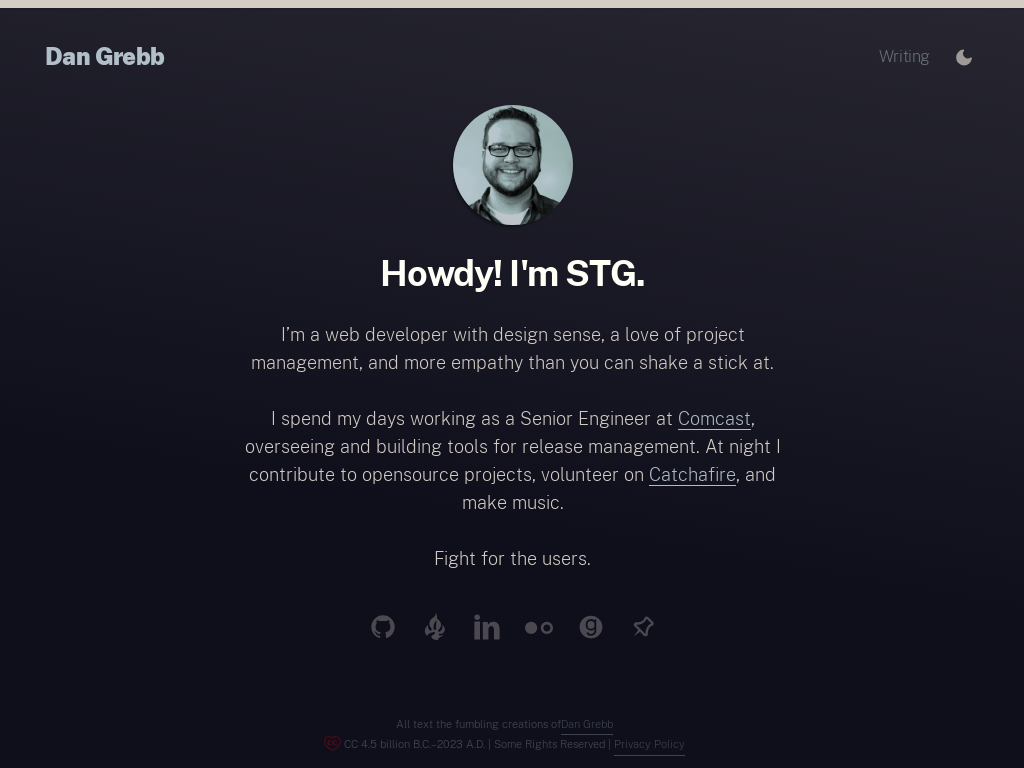 Dan Grebb
Writing
Howdy! I'm STG.
I’m a web developer with design sense, a love of project
management, and more empathy than you can shake a stick at.
I spend my days working as a Senior Engineer at Comcast,
overseeing and building tools for release management. At night I
contribute to opensource projects, volunteer on Catchafire, and
make music.
Fight for the users.
All text the fumbling creations ofDan Grebb
CC 4.5 billion B.C.–2023 A.D. | Some Rights Reserved | Privacy Policy